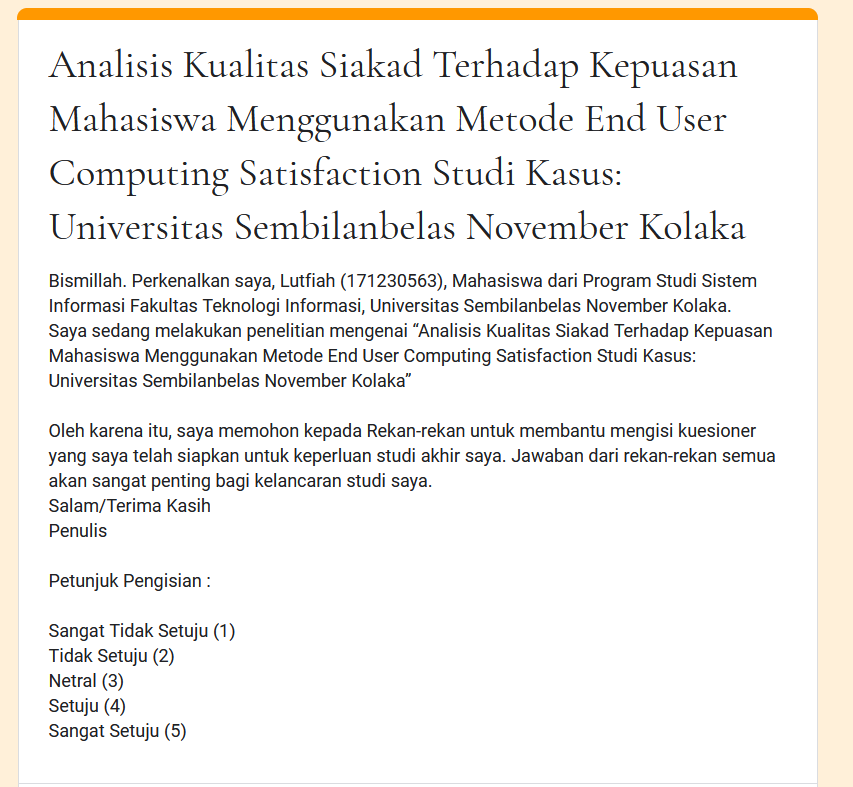 Analisis Kualitas Siakad Terhadap Kepuasan
Mahasiswa Menggunakan Metode End User
Computing Satisfaction Studi Kasus:
Universitas Sembilanbelas November Kolaka
Bismillah. Perkenalkan saya, Lutfiah (171230563), Mahasiswa dari Program Studi Sistem
Informasi Fakultas Teknologi Informasi, Universitas Sembilanbelas November Kolaka.
Saya sedang melakukan penelitian mengenai “Analisis Kualitas Siakad Terhadap Kepuasan
Mahasiswa Menggunakan Metode End User Computing Satisfaction Studi Kasus:
Universitas Sembilanbelas November Kolaka”
Oleh karena itu, saya memohon kepada Rekan-rekan untuk membantu mengisi kuesioner
yang saya telah siapkan untuk keperluan studi akhir saya. Jawaban dari rekan-rekan semua
akan sangat penting bagi kelancaran studi saya.
Salam/Terima Kasih
Penulis
Petunjuk Pengisian :
Sangat Tidak Setuju (1)
Tidak Setuju (2)
Netral (3)
Setuju (4)
Sangat Setuju (5)